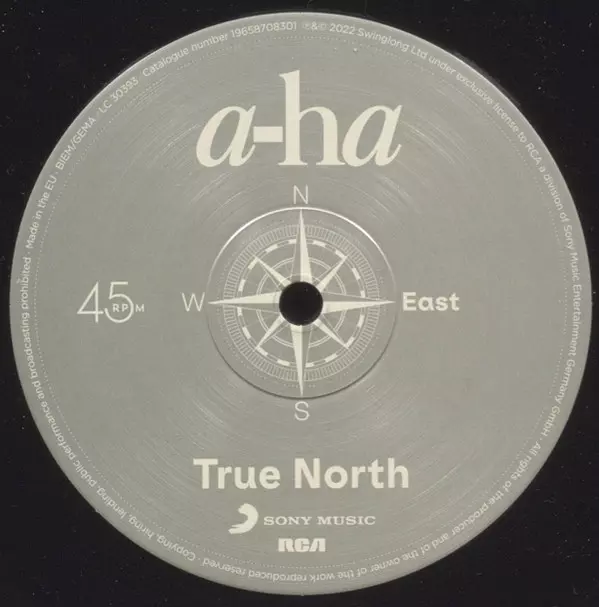 a-ha
N
45 RPM
W
East
S
True North
SONY MUSIC
RCA
Made in the EU · BIEM/GEMA · LC 30393 · Catalogue number 19658708301 ℗&© 2022 Swinglong Ltd under exclusive license to RCA a division of Sony Music Entertainment Germany GmbH · All rights of the producer and of the owner of the work reproduced reserved · Copying, hiring, lending, public performance and broadcasting prohibited ·